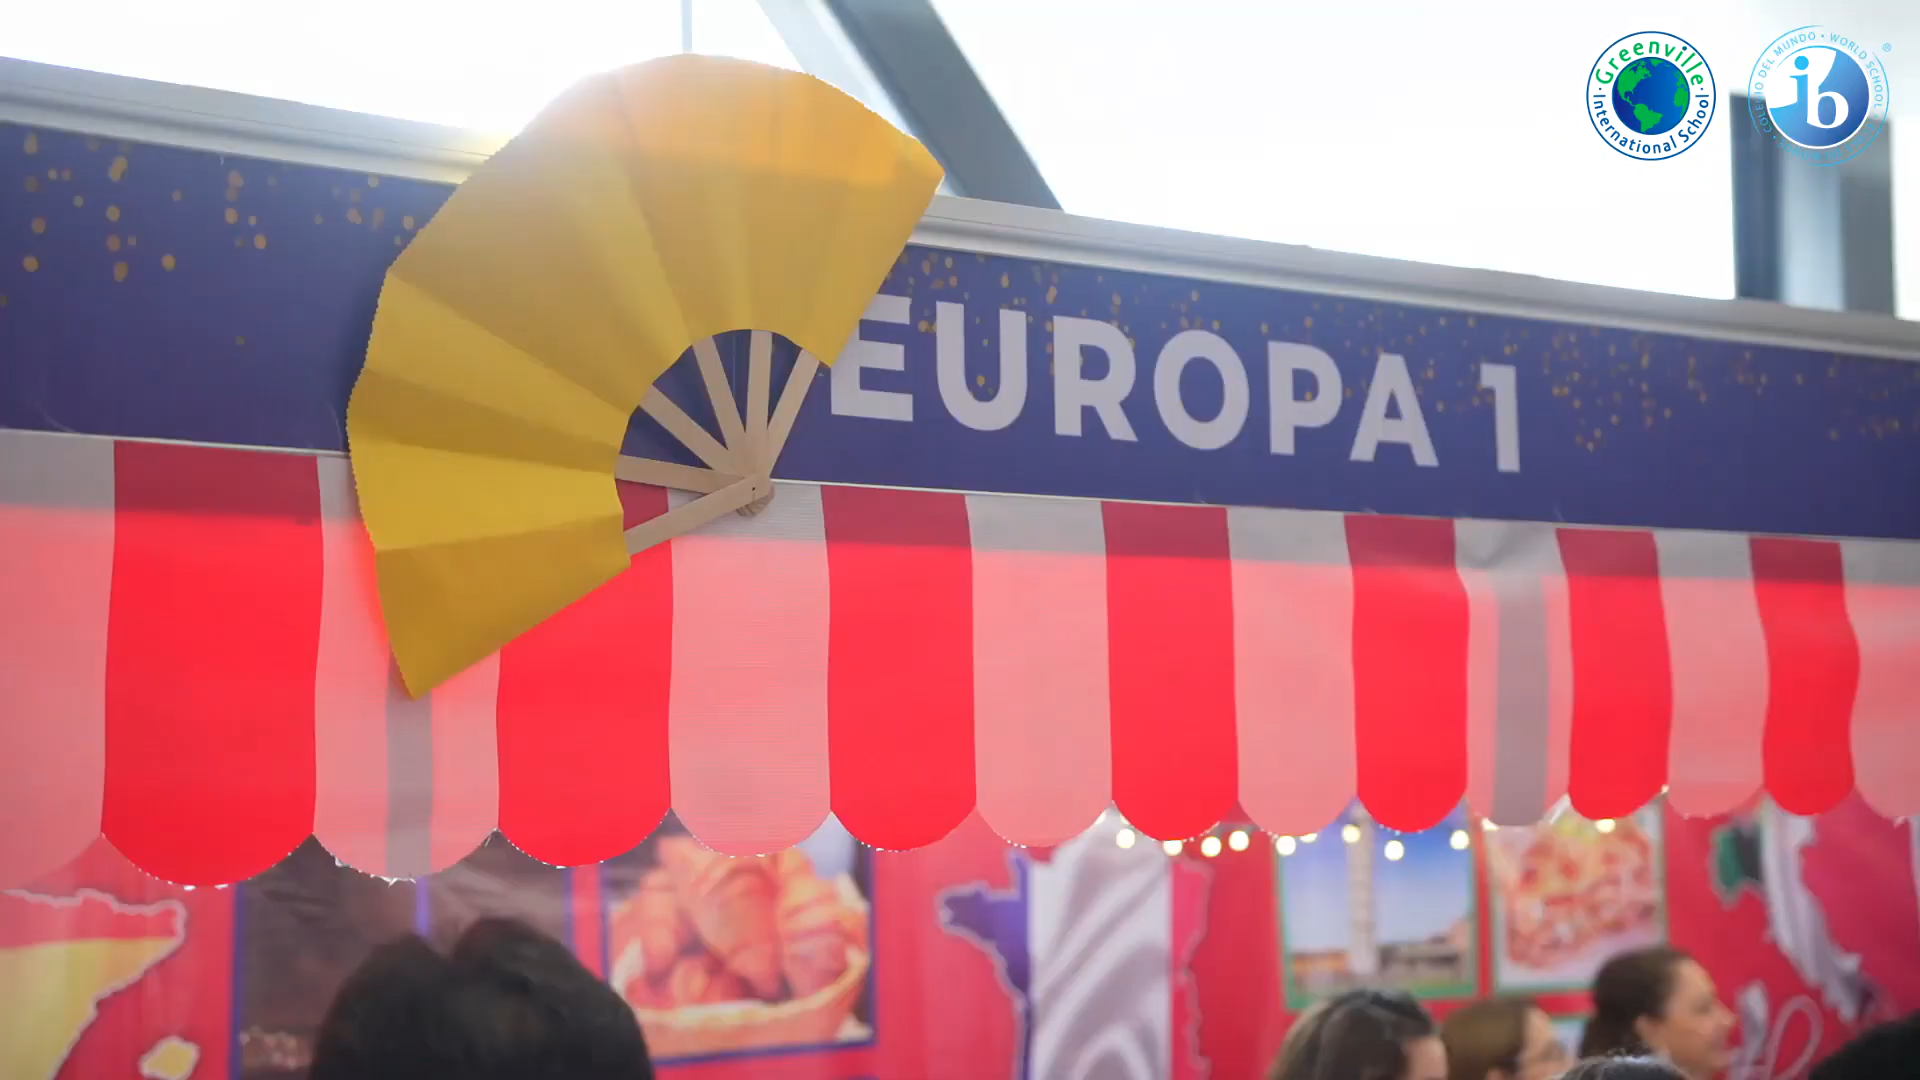 EUROPA 1
Greenville
International School
ib
COLEGIO DEL MUNDO • WORLD SCHOOL
®